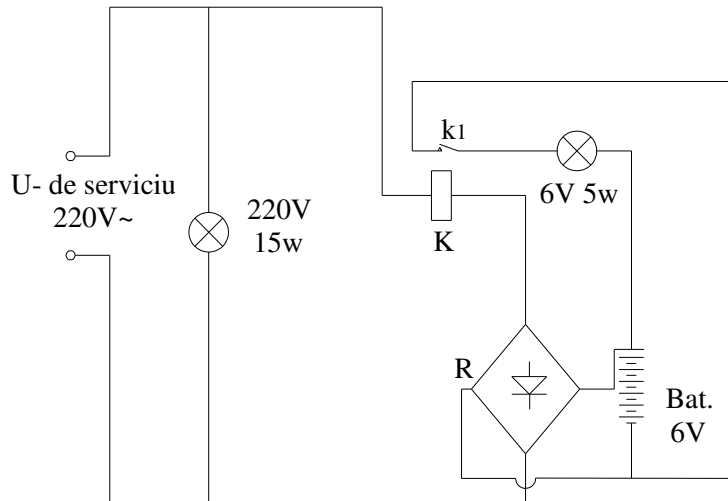 U- de serviciu
220V~
220V
15w
k1
6V 5w
K
R
Bat.
6V